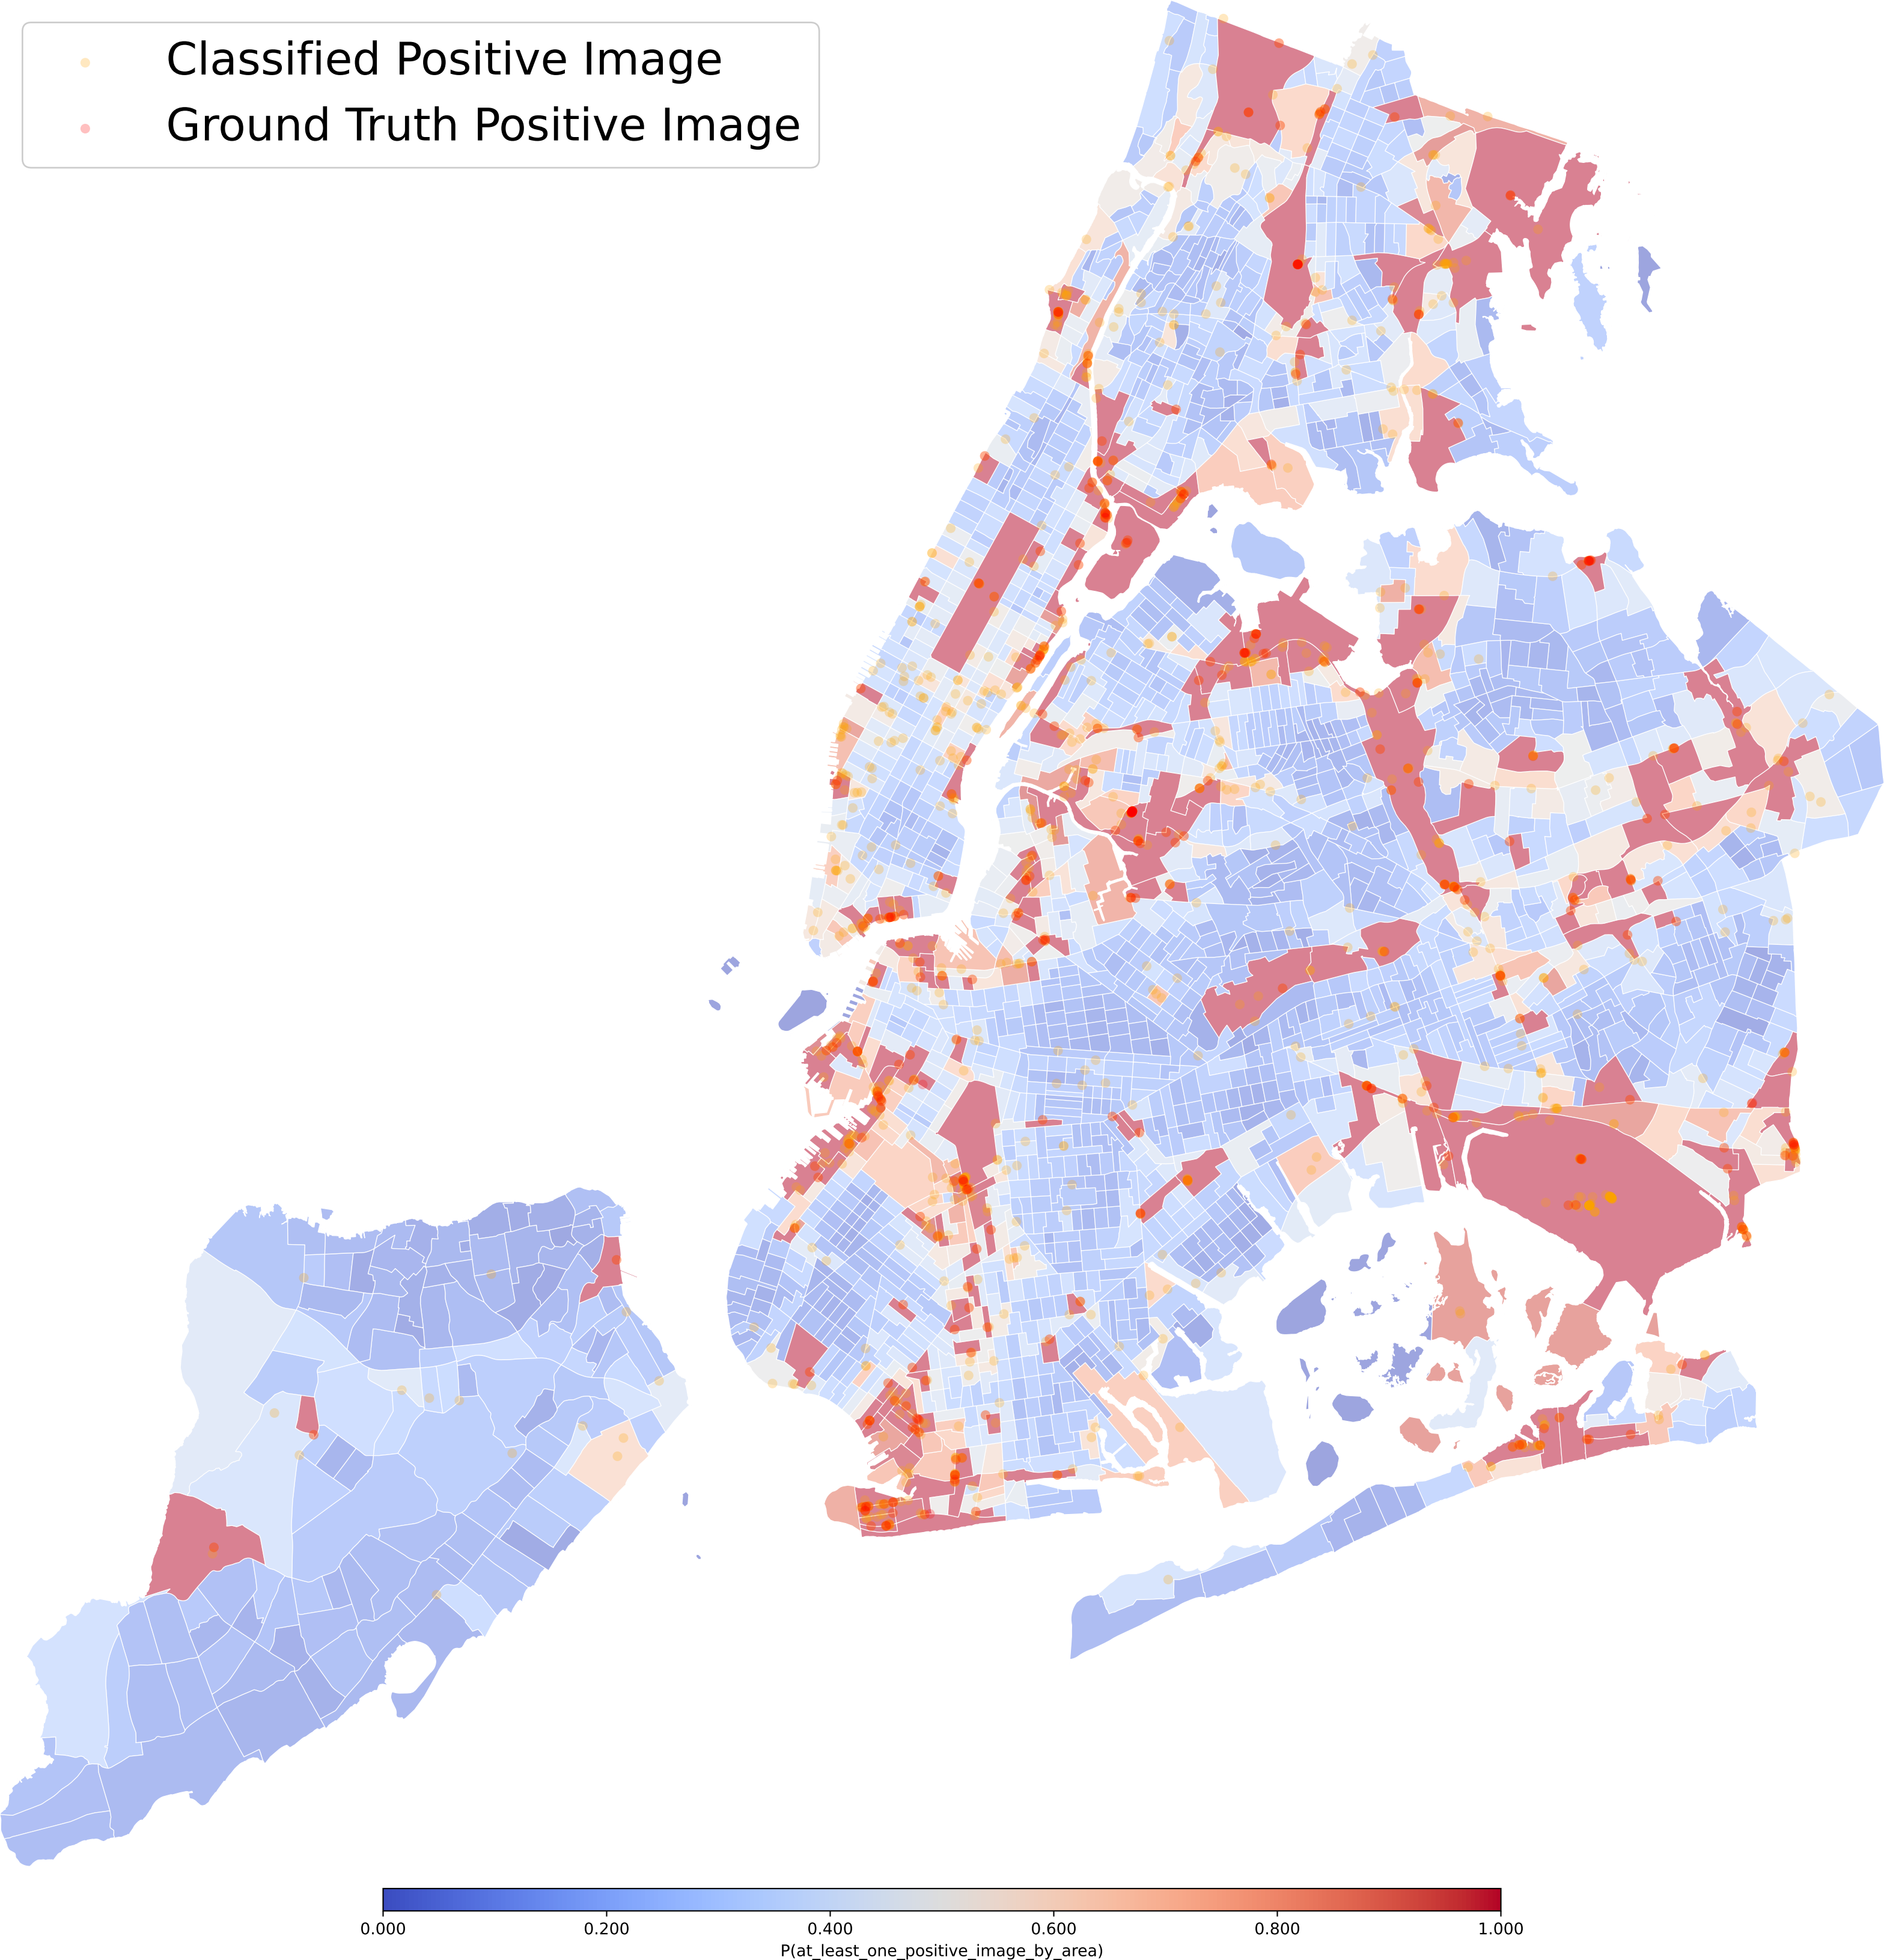 Classified Positive Image
Ground Truth Positive Image
0.000 0.200 0.400 0.600 0.800 1.000
P(at_least_one_positive_image_by_area)